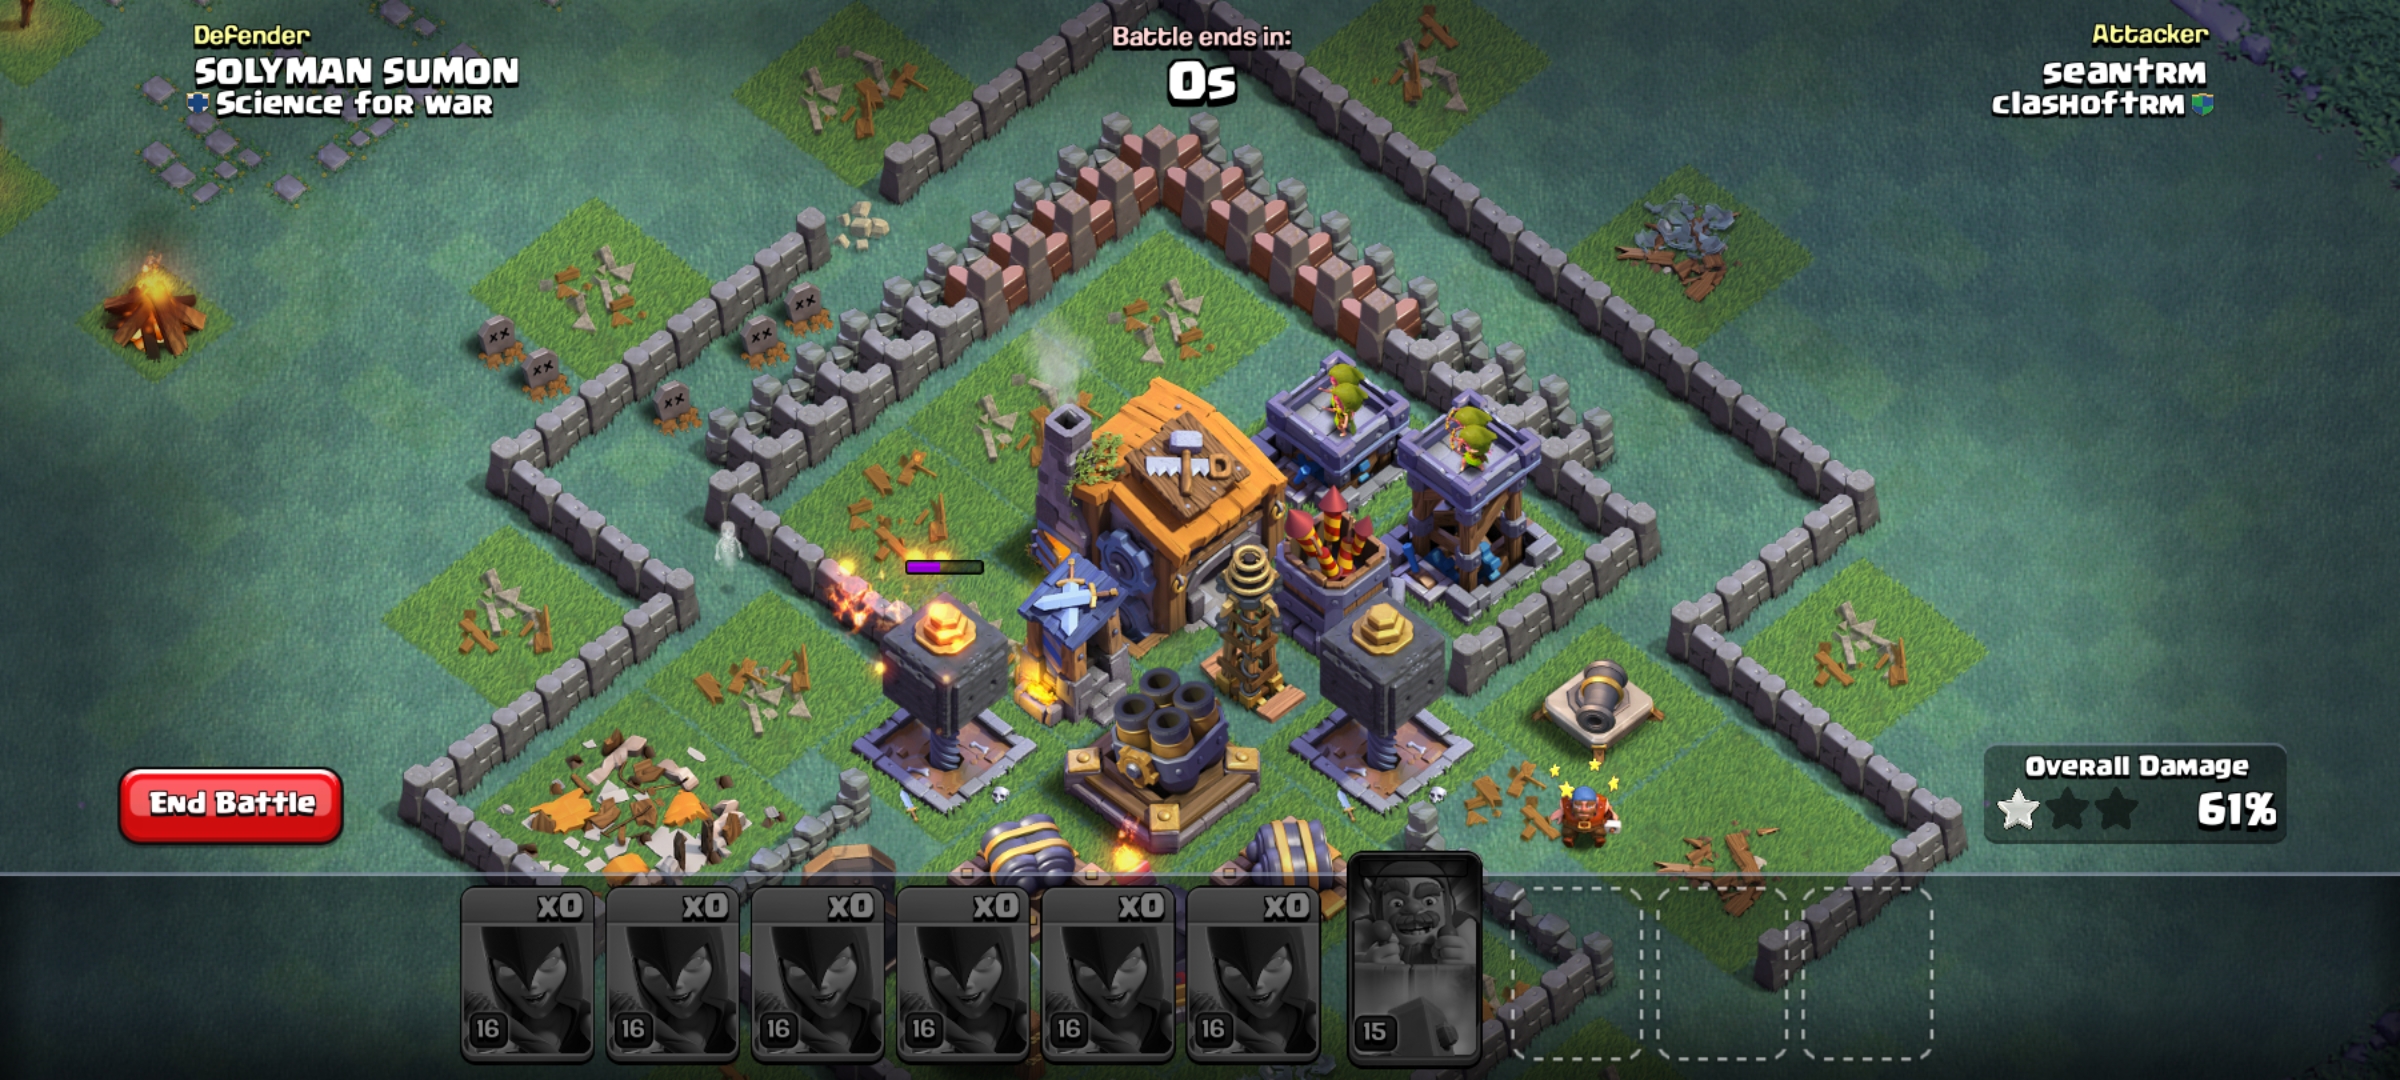 Defender
SOLYMAN SUMON
Science for war
Battle ends in:
0s
Attacker
seantRM
clashoftRM
End Battle
Overall Damage
61%
x0
x0
x0
x0
x0
x0
16
16
16
16
16
16
15